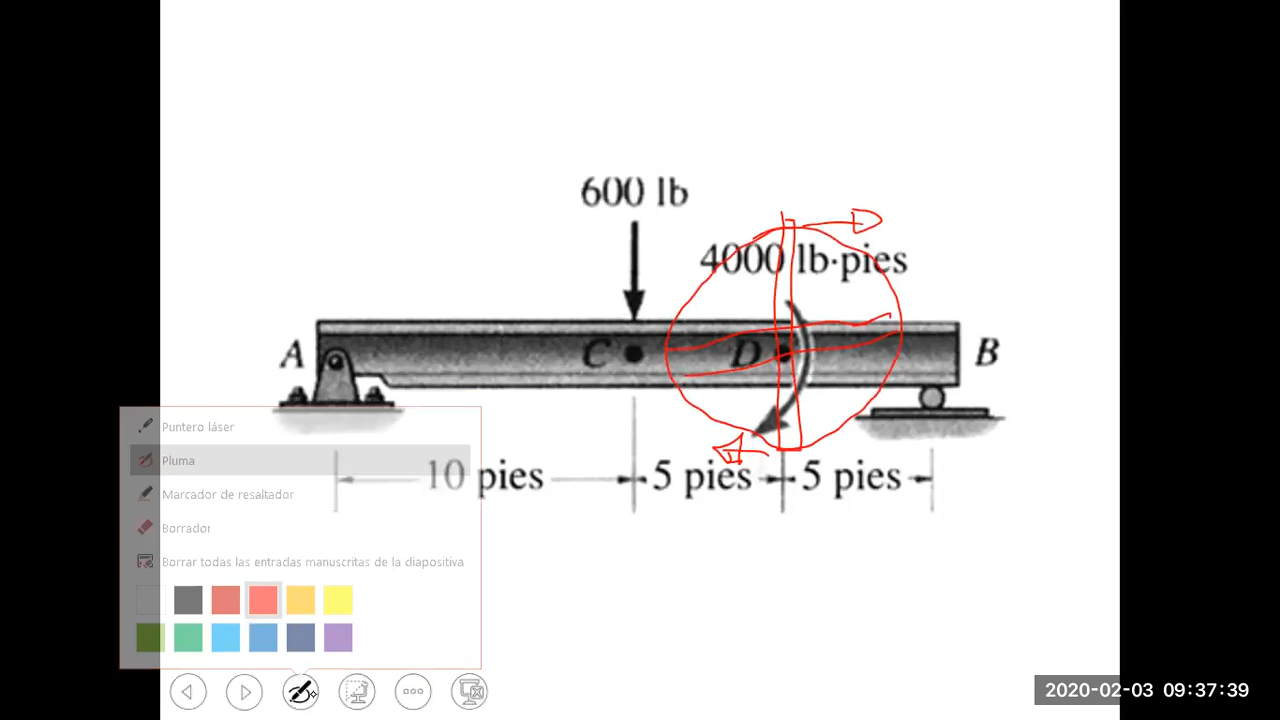 600 lb
4000 lb·pies
A
C
D
B
10 pies
5 pies
5 pies
Puntero láser
Pluma
Marcador de resaltador
Borrador
Borrar todas las entradas manuscritas de la diapositiva
2020-02-03 09:37:39